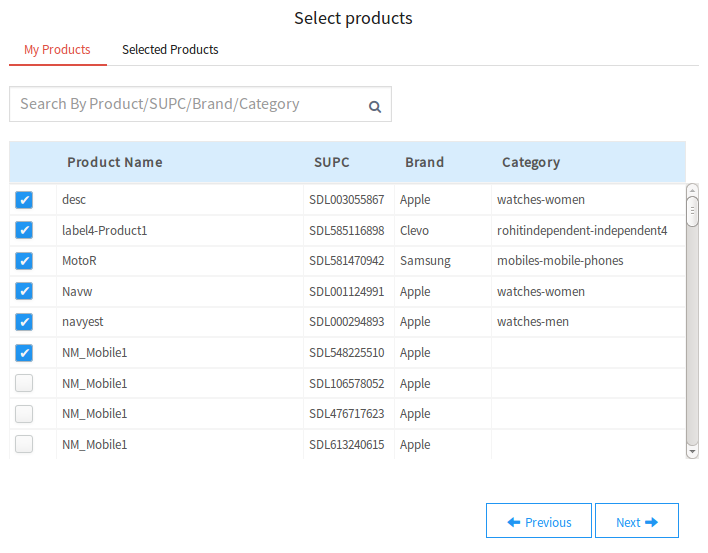 Select products
My Products Selected Products
Search By Product/SUPC/Brand/Category
Product Name SUPC Brand Category
desc SDL003055867 Apple watches-women
label4-Product1 SDL585116898 Clevo rohitindependent-independent4
MotoR SDL581470942 Samsung mobiles-mobile-phones
Navw SDL001124991 Apple watches-women
navyest SDL000294893 Apple watches-men
NM_Mobile1 SDL548225510 Apple
NM_Mobile1 SDL106578052 Apple
NM_Mobile1 SDL476717623 Apple
NM_Mobile1 SDL613240615 Apple
Previous Next